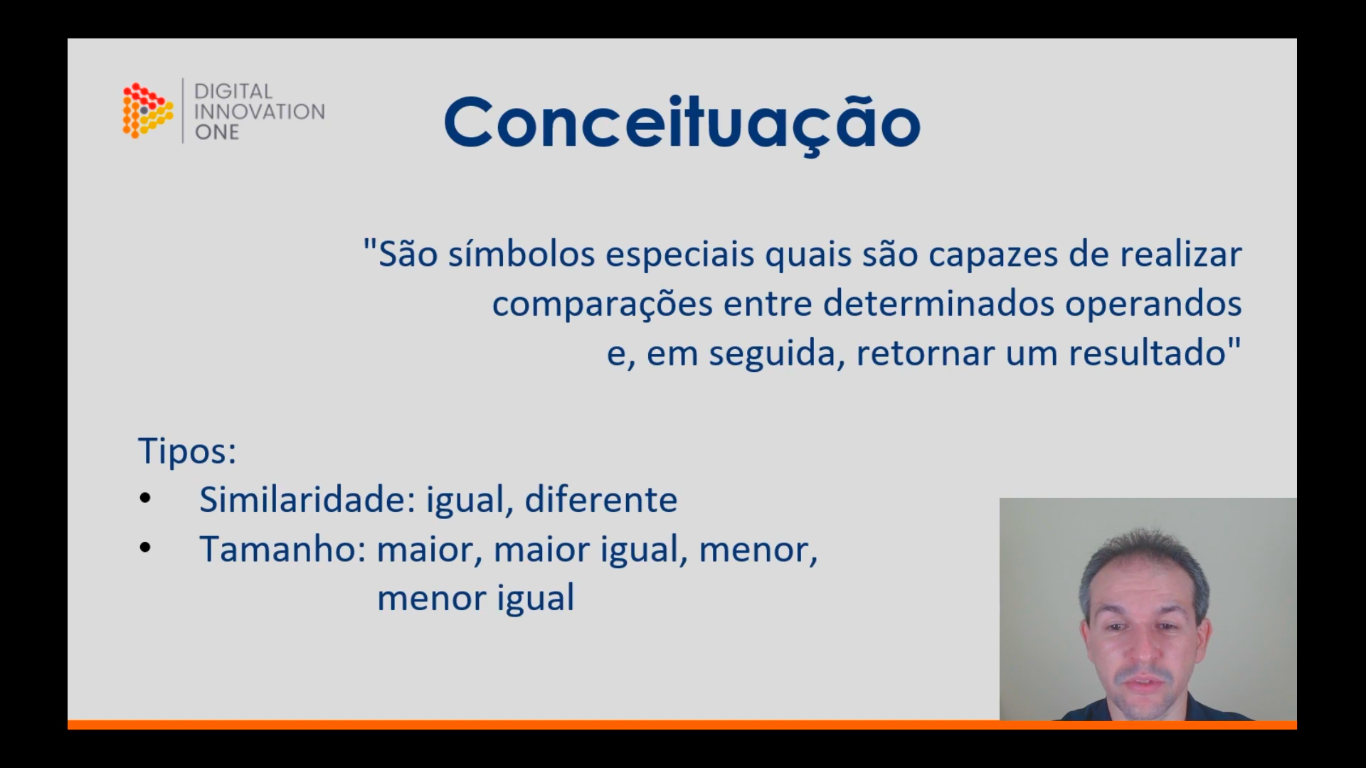 DIGITAL
INNOVATION
ONE
Conceituação
"São símbolos especiais quais são capazes de realizar
comparações entre determinados operandos
e, em seguida, retornar um resultado"
Tipos:
• Similaridade: igual, diferente
• Tamanho: maior, maior igual, menor,
menor igual